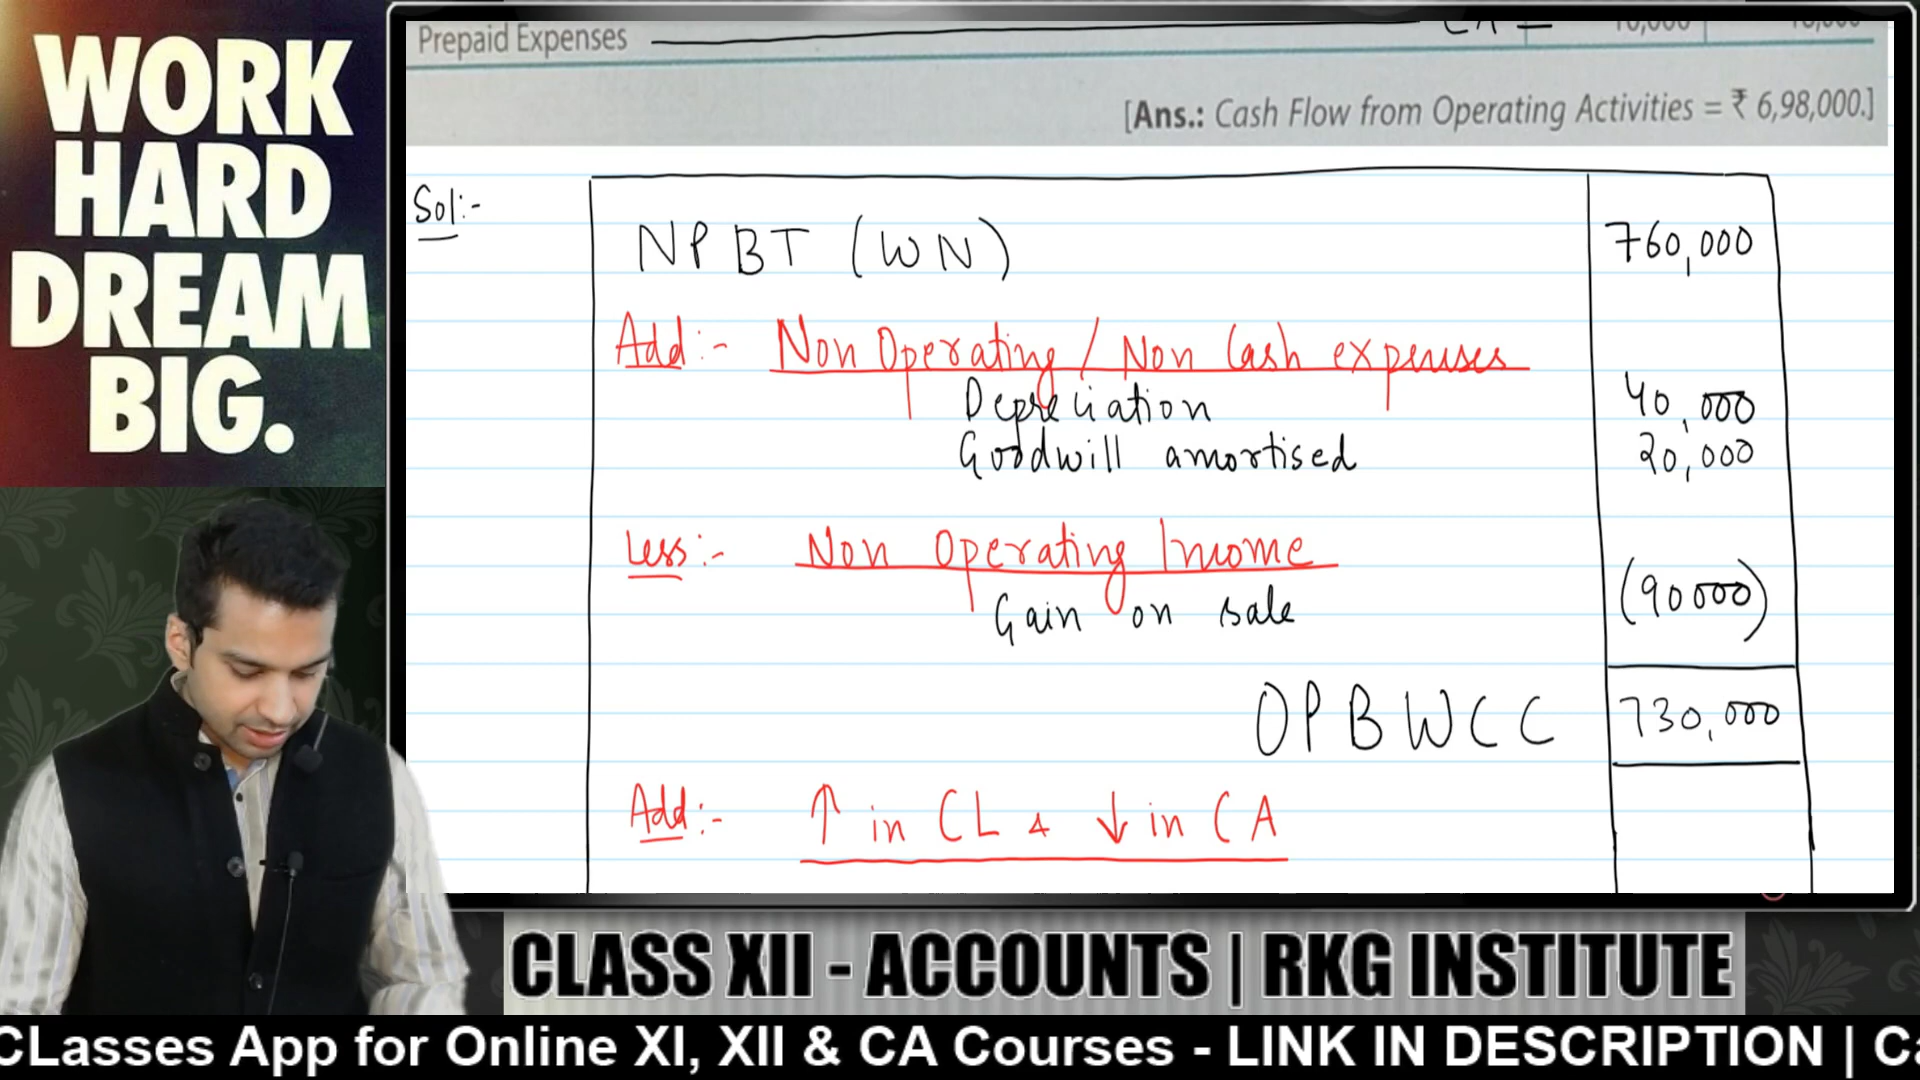 WORK
HARD
DREAM
BIG.
Prepaid Expenses CA
[Ans.: Cash Flow from Operating Activities = ₹ 6,98,000.]
Sol:-
NPBT (WN) 760,000
Add:- Non Operating / Non Cash expenses
Depreciation 40,000
Goodwill amortised 20,000
Less:- Non Operating Income
Gain on sale (90000)
OPBWCC 730,000
Add:- ↑ in CL & ↓ in CA
CLASS XII - ACCOUNTS | RKG INSTITUTE
CLasses App for Online XI, XII & CA Courses - LINK IN DESCRIPTION |